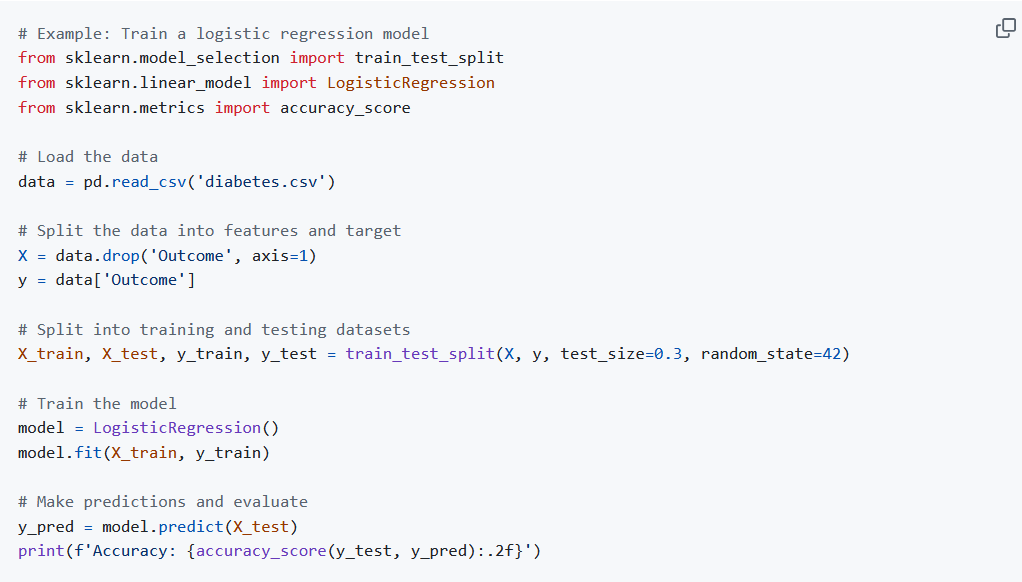 # Example: Train a logistic regression model
from sklearn.model_selection import train_test_split
from sklearn.linear_model import LogisticRegression
from sklearn.metrics import accuracy_score
# Load the data
data = pd.read_csv('diabetes.csv')
# Split the data into features and target
X = data.drop('Outcome', axis=1)
y = data['Outcome']
# Split into training and testing datasets
X_train, X_test, y_train, y_test = train_test_split(X, y, test_size=0.3, random_state=42)
# Train the model
model = LogisticRegression()
model.fit(X_train, y_train)
# Make predictions and evaluate
y_pred = model.predict(X_test)
print(f'Accuracy: {accuracy_score(y_test, y_pred):.2f}')